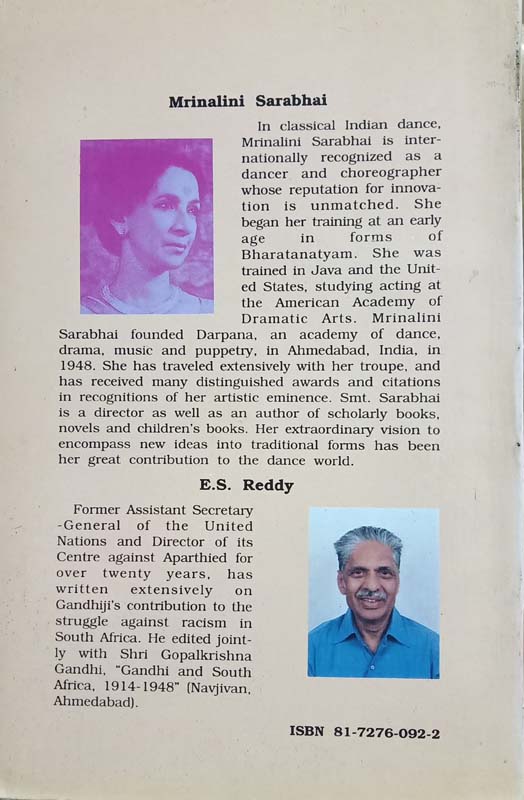 Mrinalini Sarabhai
In classical Indian dance,
Mrinalini Sarabhai is inter-
nationally recognized as a
dancer and choreographer
whose reputation for innova-
tion is unmatched. She
began her training at an early
age in forms of
Bharatanatyam. She was
trained in Java and the Unit-
ed States, studying acting at
the American Academy of
Dramatic Arts. Mrinalini
Sarabhai founded Darpana, an academy of dance,
drama, music and puppetry, in Ahmedabad, India, in
1948. She has traveled extensively with her troupe, and
has received many distinguished awards and citations
in recognitions of her artistic eminence. Smt. Sarabhai
is a director as well as an author of scholarly books,
novels and children's books. Her extraordinary vision to
encompass new ideas into traditional forms has been
her great contribution to the dance world.
E.S. Reddy
Former Assistant Secretary
-General of the United
Nations and Director of its
Centre against Aparthied for
over twenty years, has
written extensively on
Gandhiji's contribution to the
struggle against racism in
South Africa. He edited joint-
ly with Shri Gopalkrishna
Gandhi, "Gandhi and South
Africa, 1914-1948" (Navjivan,
Ahmedabad).
ISBN 81-7276-092-2